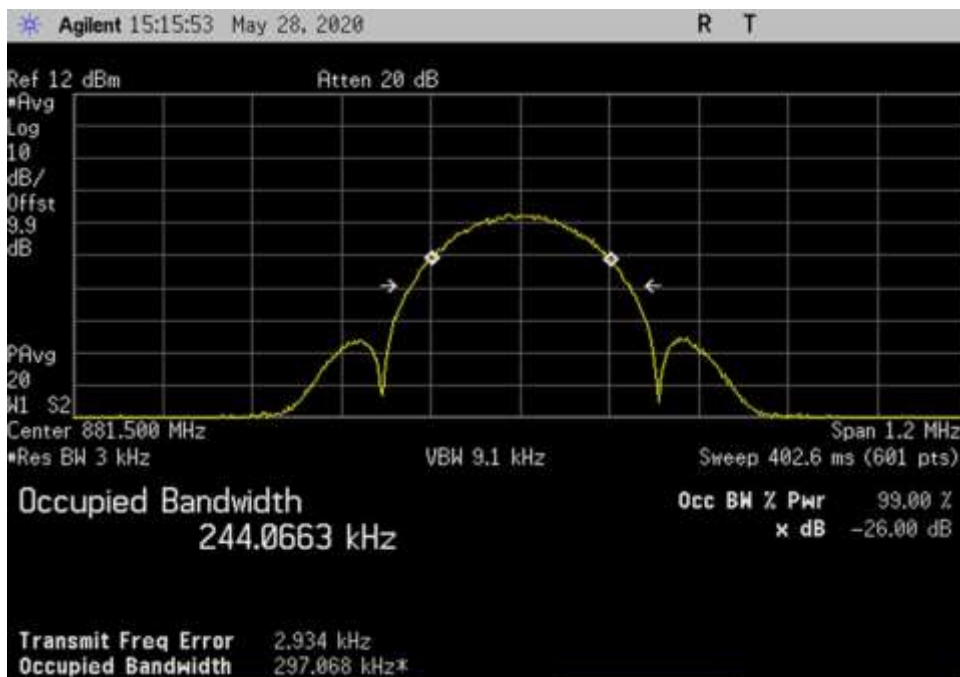 Agilent 15:15:53 May 28, 2020 R T
Ref 12 dBm Atten 20 dB
*Avg
Log
10
dB/
Offst
9.9
dB
PAvg
20
W1 S2
Center 881.500 MHz Span 1.2 MHz
*Res BW 3 kHz VBW 9.1 kHz Sweep 402.6 ms (601 pts)
Occupied Bandwidth Occ BW % Pwr 99.00 %
244.0663 kHz x dB -26.00 dB
Transmit Freq Error 2.934 kHz
Occupied Bandwidth 297.068 kHz*